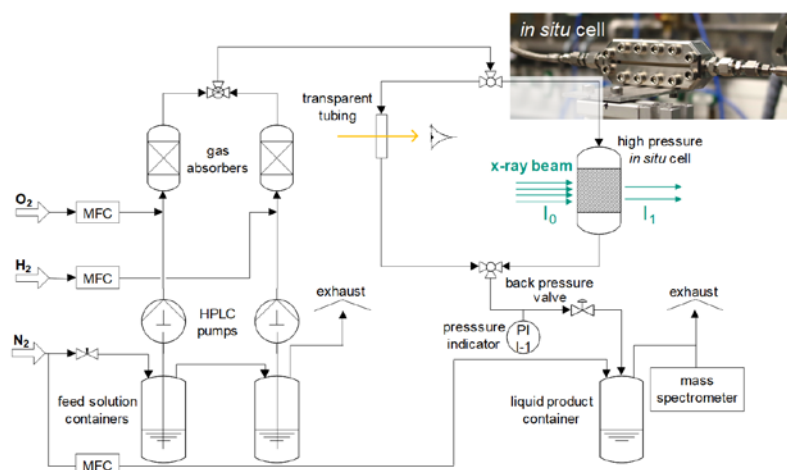 in situ cell
transparent
tubing
gas
absorbers
high pressure
in situ cell
x-ray beam
I0
I1
O2
MFC
H2
MFC
HPLC
pumps
exhaust
back pressure
valve
exhaust
presssure
indicator
PI
I-1
N2
feed solution
containers
liquid product
container
mass
spectrometer
MFC